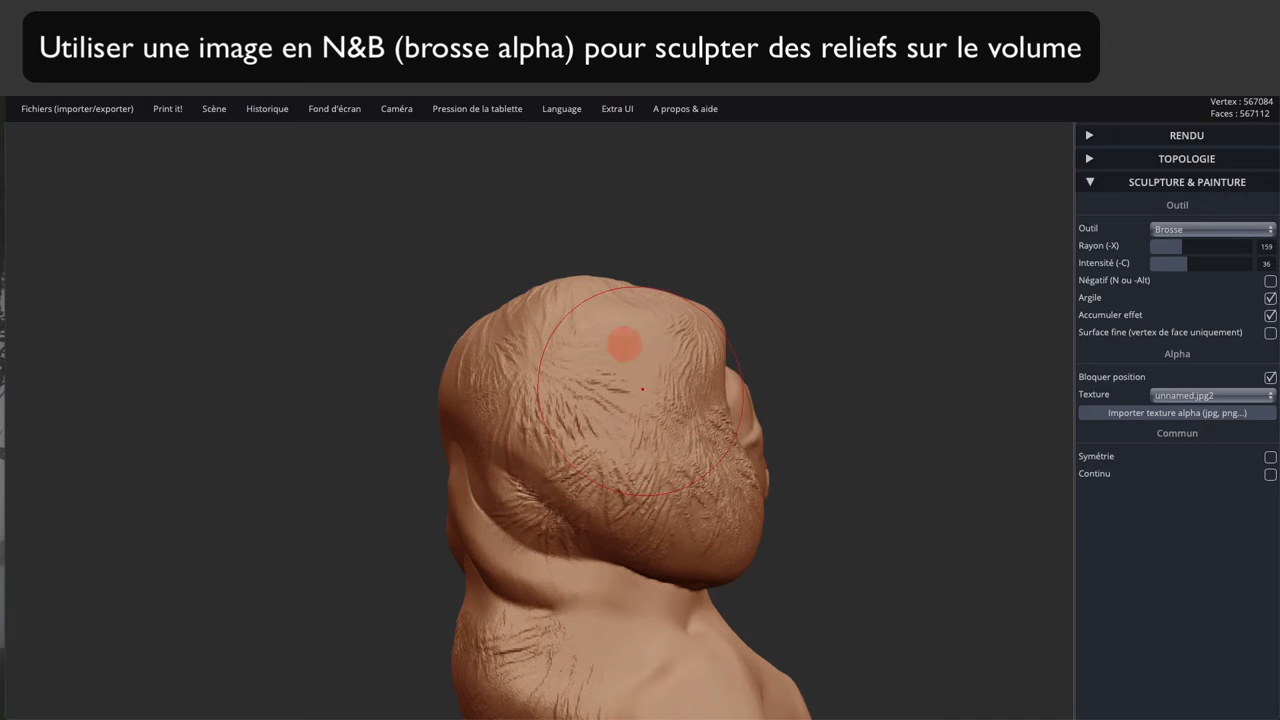 Utiliser une image en N&B (brosse alpha) pour sculpter des reliefs sur le volume
Fichiers (importer/exporter) Print it! Scène Historique Fond d'écran Caméra Pression de la tablette Language Extra UI A propos & aide
Vertex : 567084
Faces : 567112
RENDU
TOPOLOGIE
SCULPTURE & PAINTURE
Outil
Outil Brosse
Rayon (-X) 159
Intensité (-C) 36
Négatif (N ou -Alt)
Argile
Accumuler effet
Surface fine (vertex de face uniquement)
Alpha
Bloquer position
Texture unnamed.jpg2
Importer texture alpha (jpg, png...)
Commun
Symétrie
Continu